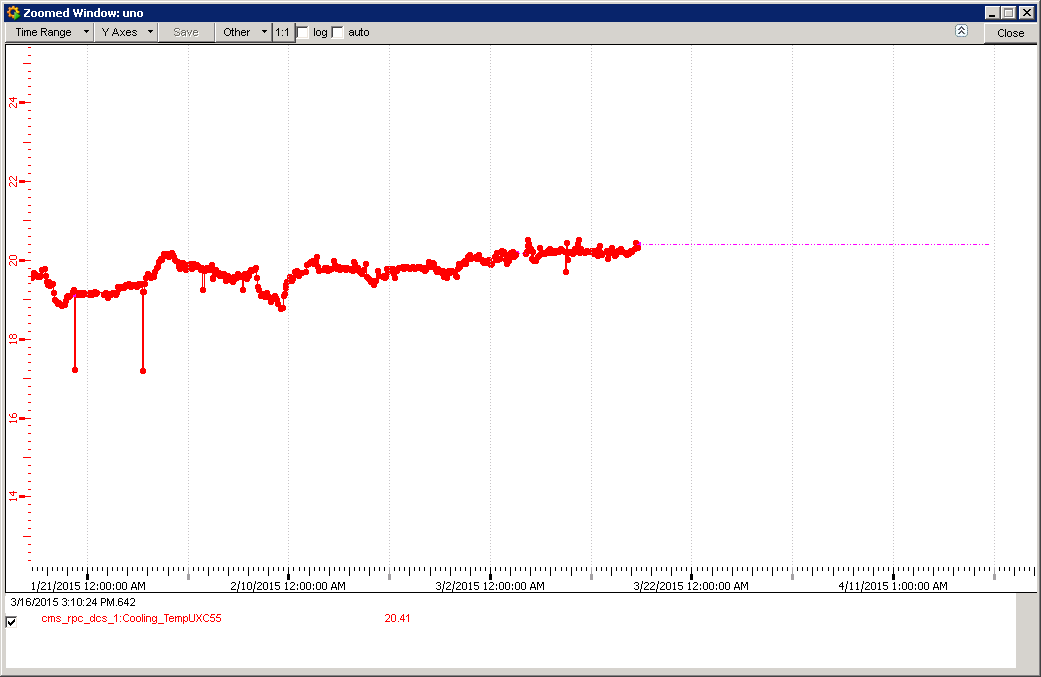 Zoomed Window: uno
Time Range Y Axes Save Other 1:1 log auto Close
24
22
20
18
16
14
1/21/2015 12:00:00 AM 2/10/2015 12:00:00 AM 3/2/2015 12:00:00 AM 3/22/2015 12:00:00 AM 4/11/2015 1:00:00 AM
3/16/2015 3:10:24 PM.642
cms_rpc_dcs_1:Cooling_TempUXC55 20.41